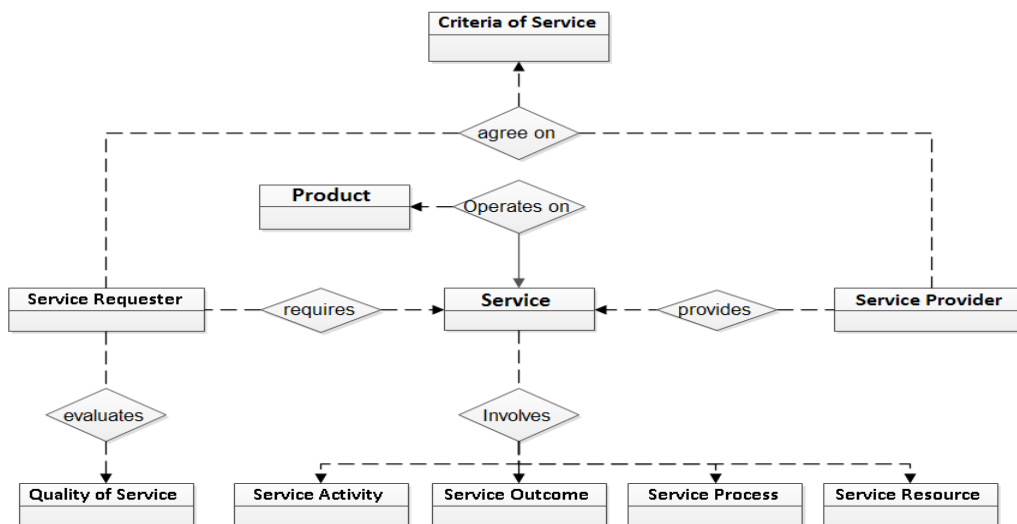 Criteria of Service
agree on
Product
Operates on
Service Requester
requires
Service
provides
Service Provider
evaluates
Involves
Quality of Service
Service Activity
Service Outcome
Service Process
Service Resource